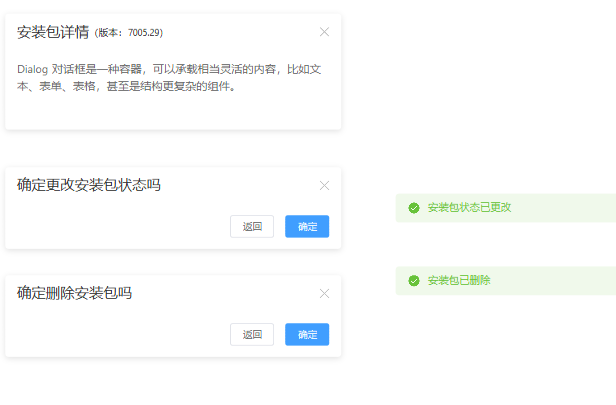 安装包详情（版本：7005.29）
Dialog 对话框是一种容器，可以承载相当灵活的内容，比如文
本、表单、表格，甚至是结构更复杂的组件。
确定更改安装包状态吗
返回 确定
安装包状态已更改
确定删除安装包吗
返回 确定
安装包已删除